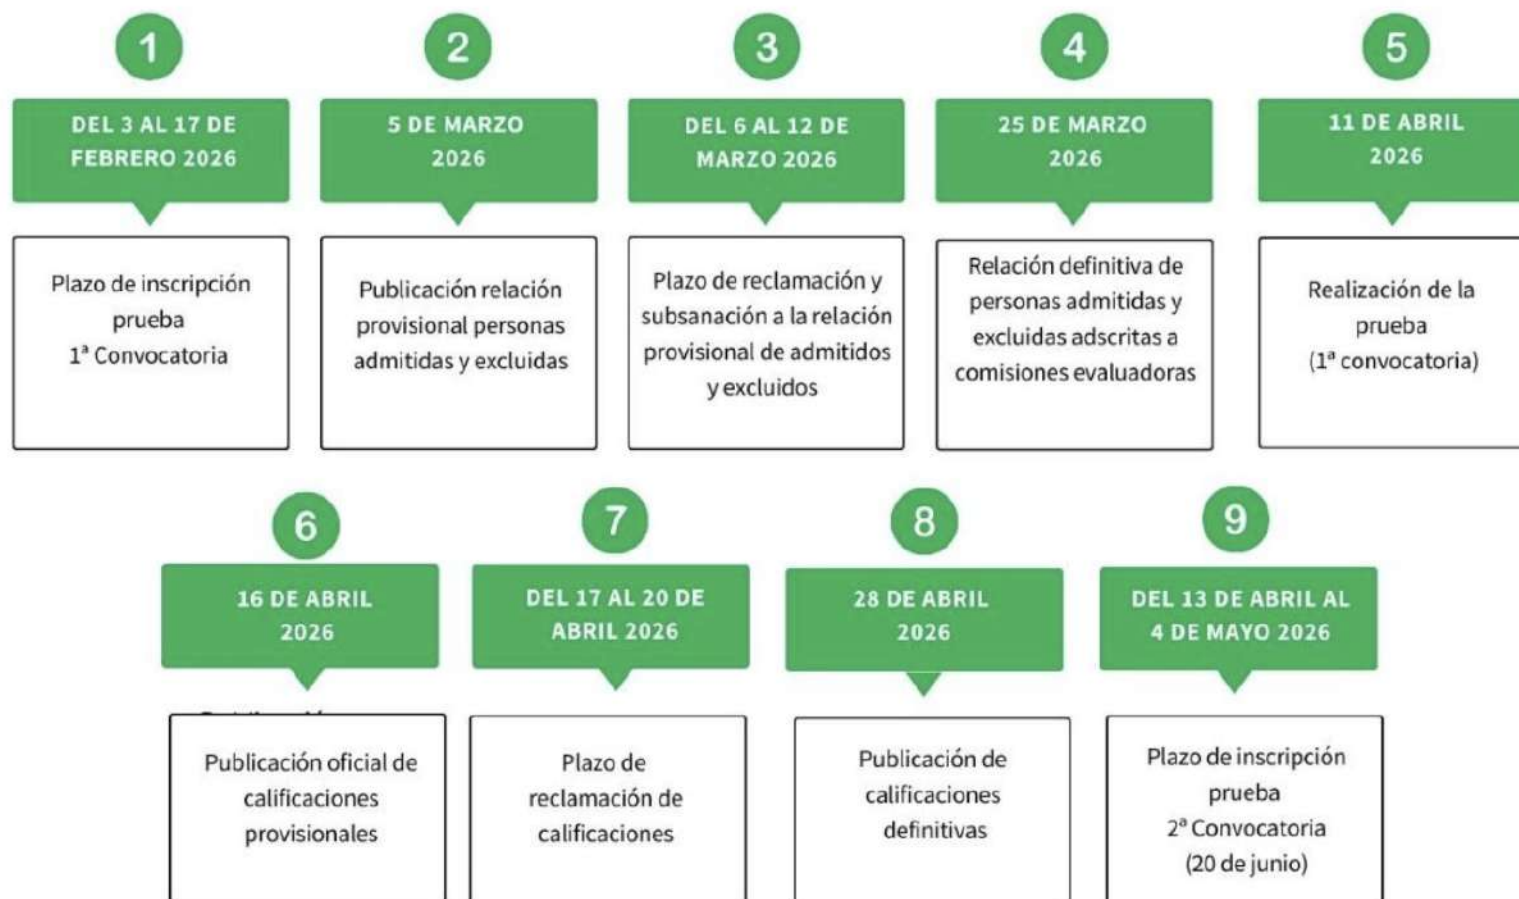 1
DEL 3 AL 17 DE
FEBRERO 2026
Plazo de inscripción
prueba
1ª Convocatoria
2
5 DE MARZO
2026
Publicación relación
provisional personas
admitidas y excluidas
3
DEL 6 AL 12 DE
MARZO 2026
Plazo de reclamación y
subsanación a la relación
provisional de admitidos
y excluidos
4
25 DE MARZO
2026
Relación definitiva de
personas admitidas y
excluidas adscritas a
comisiones evaluadoras
5
11 DE ABRIL
2026
Realización de la
prueba
(1ª convocatoria)
6
16 DE ABRIL
2026
Publicación oficial de
calificaciones
provisionales
7
DEL 17 AL 20 DE
ABRIL 2026
Plazo de
reclamación de
calificaciones
8
28 DE ABRIL
2026
Publicación de
calificaciones
definitivas
9
DEL 13 DE ABRIL AL
4 DE MAYO 2026
Plazo de inscripción
prueba
2ª Convocatoria
(20 de junio)